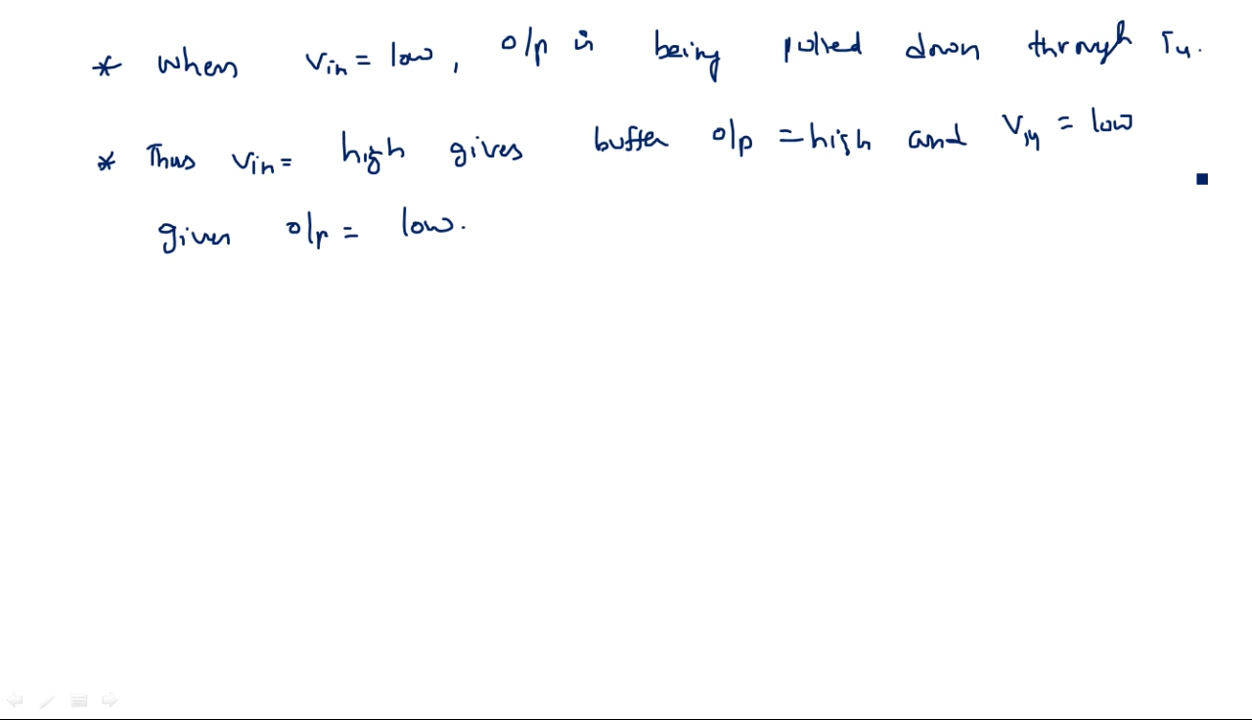 * When Vin = low, o/p is being pulled down through T4.
* Thus Vin = high gives buffer o/p = high and Vin = low
given o/p = low.